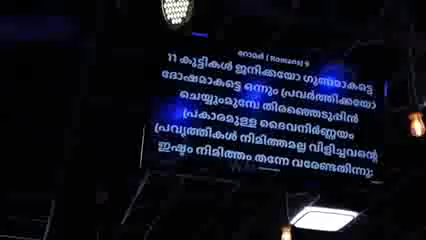 റോമർ ( Romans) 9
11 കുട്ടികൾ ജനിക്കയോ ഗുണമാകട്ടെ
ദോഷമാകട്ടെ ഒന്നും പ്രവർത്തിക്കയോ
ചെയ്യുംമുമ്പേ തിരഞ്ഞെടുപ്പിൻ
പ്രകാരമുള്ള ദൈവനിർണ്ണയം
പ്രവൃത്തികൾ നിമിത്തമല്ല വിളിച്ചവന്റെ
ഇഷ്ടം നിമിത്തം തന്നേ വരേണ്ടതിന്നു: